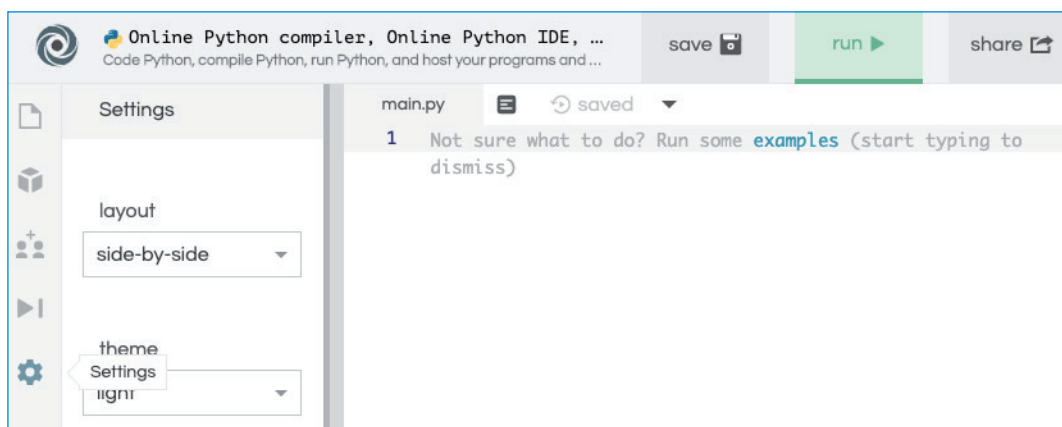 Online Python compiler, Online Python IDE, ...
Code Python, compile Python, run Python, and host your programs and ...
save
run
share
Settings
main.py
saved
1 Not sure what to do? Run some examples (start typing to
dismiss)
layout
side-by-side
theme
Settings
light